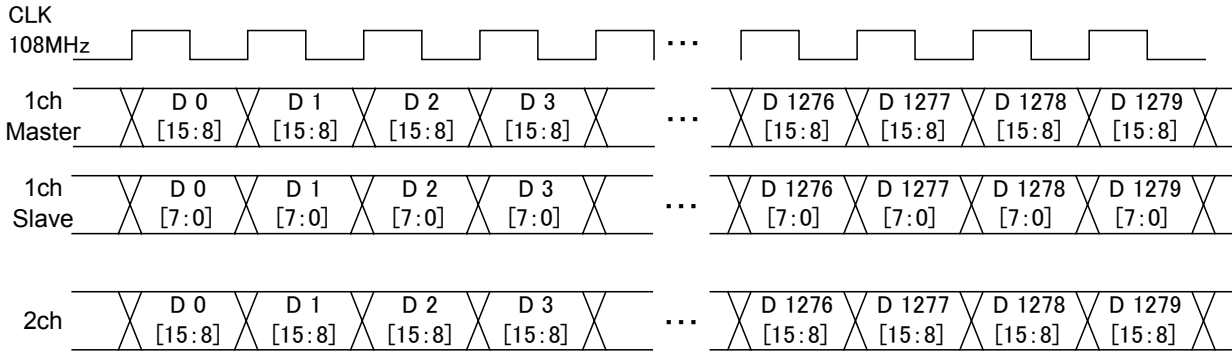 CLK
108MHz
...
1ch
Master
D 0 D 1 D 2 D 3 ... D 1276 D 1277 D 1278 D 1279
[15:8] [15:8] [15:8] [15:8] [15:8] [15:8] [15:8] [15:8]
1ch
Slave
D 0 D 1 D 2 D 3 ... D 1276 D 1277 D 1278 D 1279
[7:0] [7:0] [7:0] [7:0] [7:0] [7:0] [7:0] [7:0]
2ch
D 0 D 1 D 2 D 3 ... D 1276 D 1277 D 1278 D 1279
[15:8] [15:8] [15:8] [15:8] [15:8] [15:8] [15:8] [15:8]